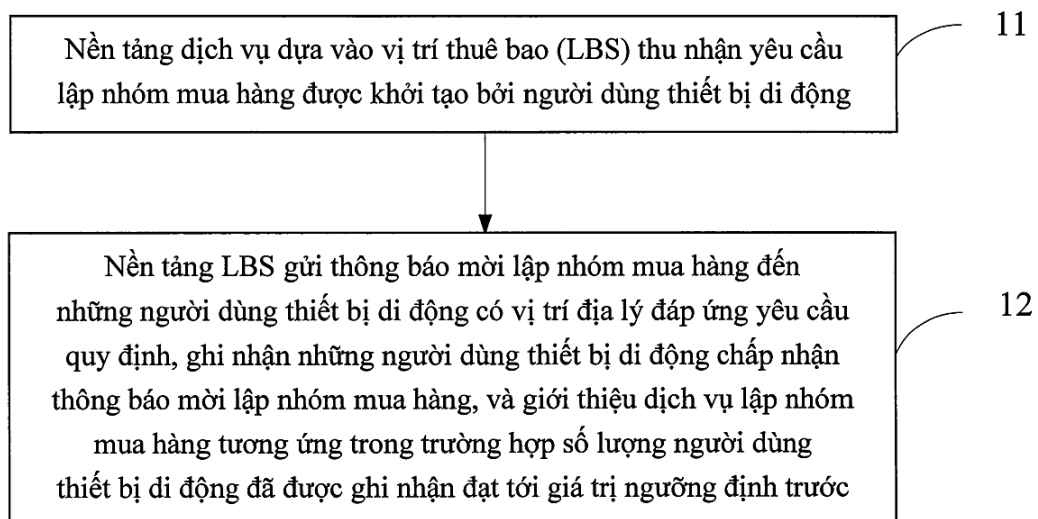 Nền tảng dịch vụ dựa vào vị trí thuê bao (LBS) thu nhận yêu cầu
lập nhóm mua hàng được khởi tạo bởi người dùng thiết bị di động
11
Nền tảng LBS gửi thông báo mời lập nhóm mua hàng đến
những người dùng thiết bị di động có vị trí địa lý đáp ứng yêu cầu
quy định, ghi nhận những người dùng thiết bị di động chấp nhận
thông báo mời lập nhóm mua hàng, và giới thiệu dịch vụ lập nhóm
mua hàng tương ứng trong trường hợp số lượng người dùng
thiết bị di động đã được ghi nhận đạt tới giá trị ngưỡng định trước
12